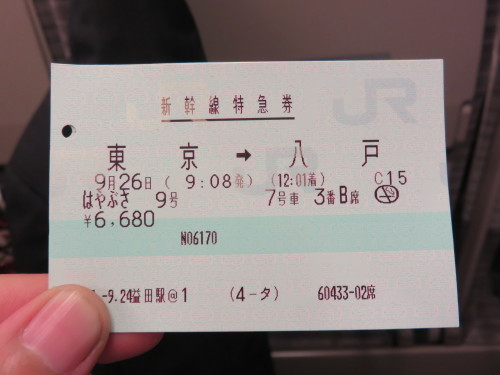 新幹線特急券
東京 → 八戸
9月26日 ( 9:08発) (12:01着) C15
はやぶさ 9号 7号車 3番B席
¥6,680
N06170
-9.24益田駅@1 (4-タ) 60433-02席
JR